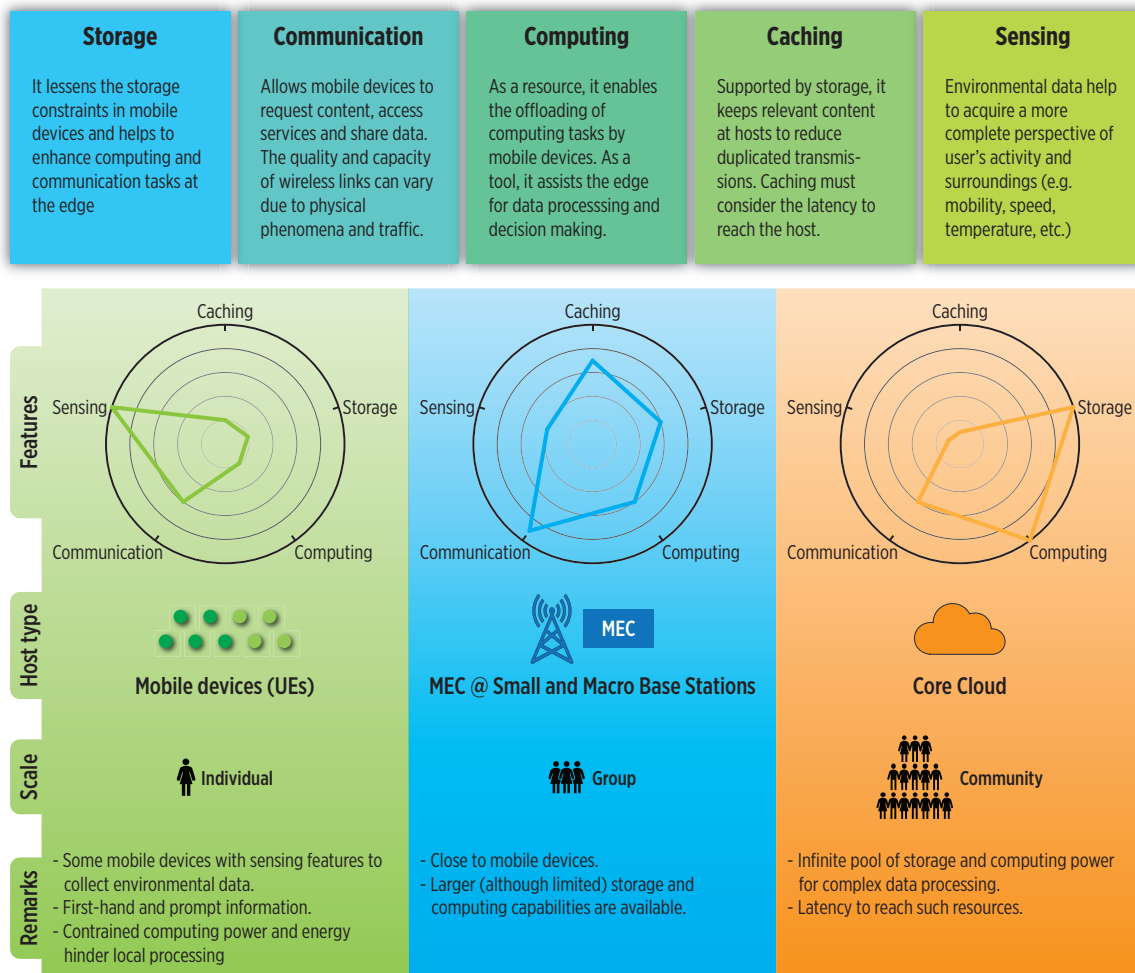 Storage
It lessens the storage
constraints in mobile
devices and helps to
enhance computing and
communication tasks at
the edge
Communication
Allows mobile devices to
request content, access
services and share data.
The quality and capacity
of wireless links can vary
due to physical
phenomena and traffic.
Computing
As a resource, it enables
the offloading of
computing tasks by
mobile devices. As a
tool, it assists the edge
for data processsing and
decision making.
Caching
Supported by storage, it
keeps relevant content
at hosts to reduce
duplicated transmis-
sions. Caching must
consider the latency to
reach the host.
Sensing
Environmental data help
to acquire a more
complete perspective of
user's activity and
surroundings (e.g.
mobility, speed,
temperature, etc.)
Features
Caching
Sensing
Storage
Communication
Computing
Caching
Sensing
Storage
Communication
Computing
Caching
Sensing
Storage
Communication
Computing
Host type
Mobile devices (UEs)
MEC
MEC @ Small and Macro Base Stations
Core Cloud
Scale
Individual
Group
Community
Remarks
- Some mobile devices with sensing features to
collect environmental data.
- First-hand and prompt information.
- Contrained computing power and energy
hinder local processing
- Close to mobile devices.
- Larger (although limited) storage and
computing capabilities are available.
- Infinite pool of storage and computing power
for complex data processing.
- Latency to reach such resources.